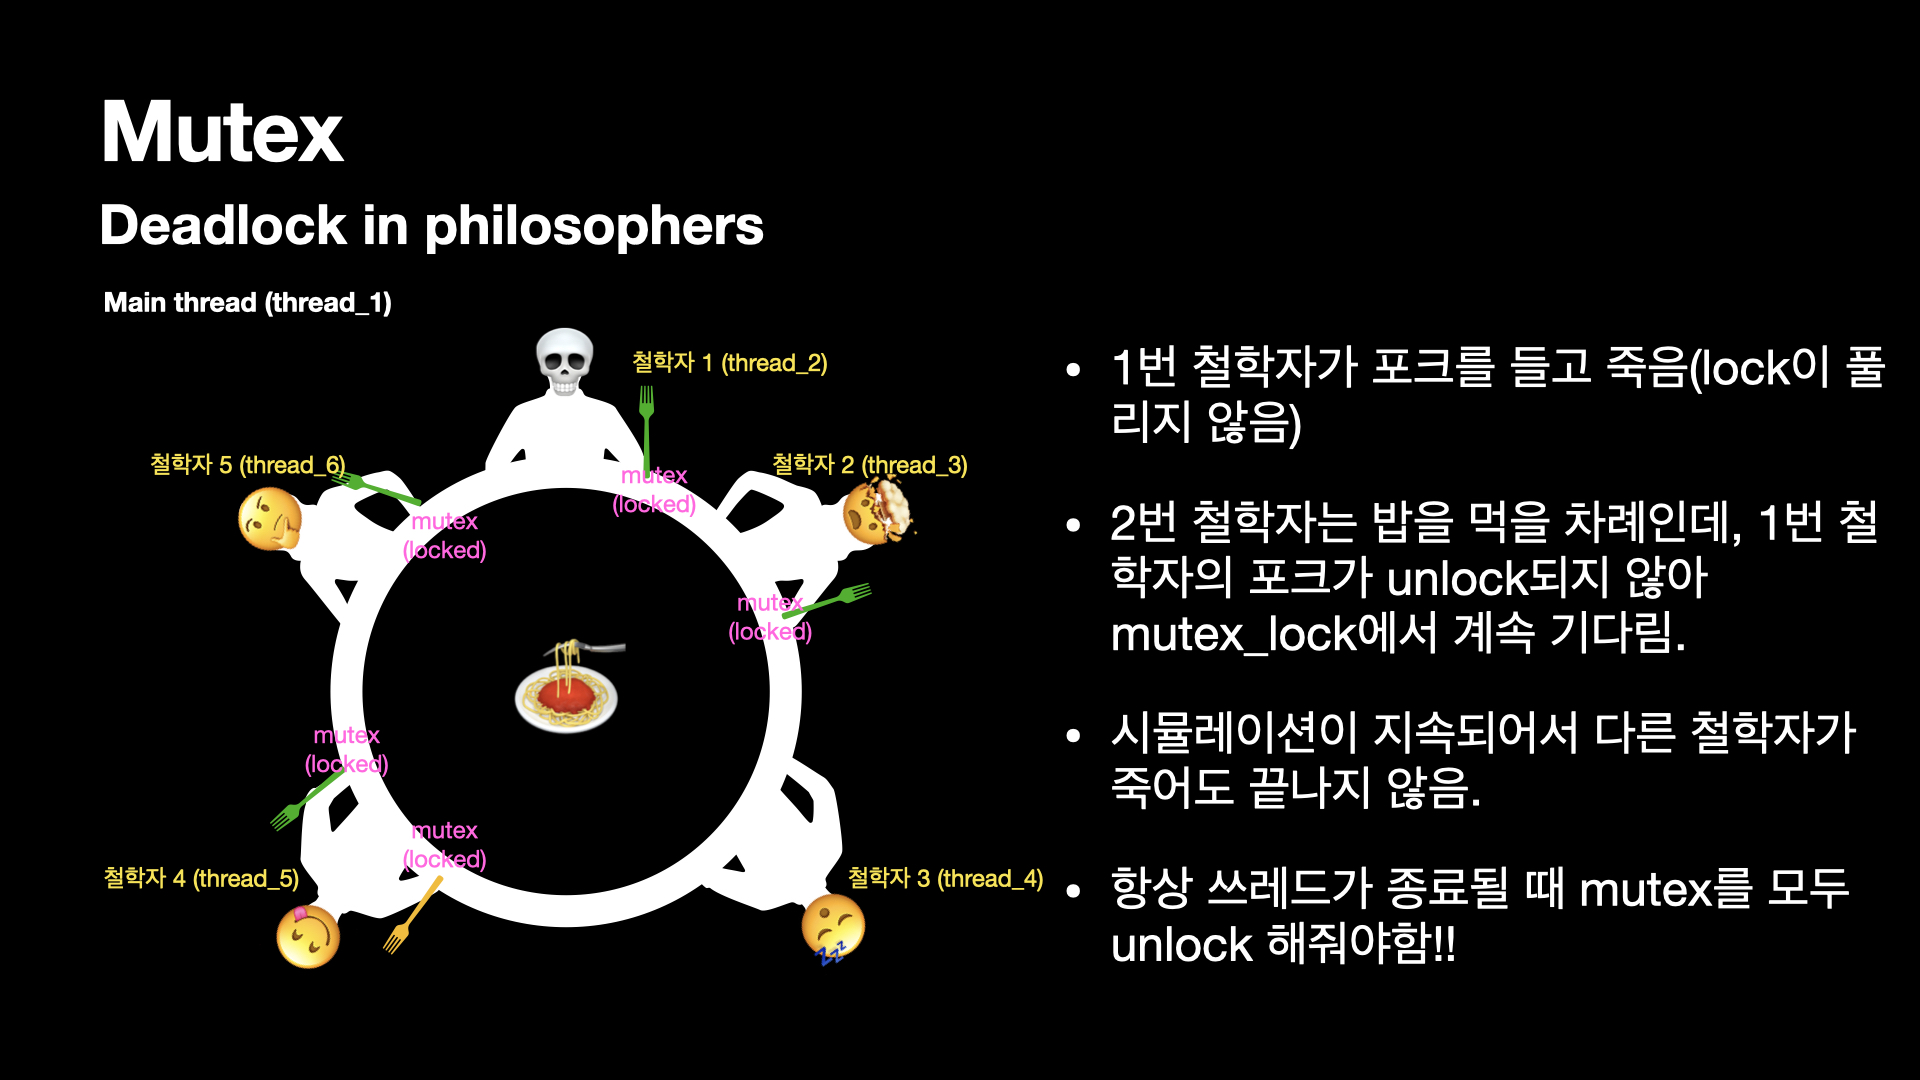 Mutex
Deadlock in philosophers
Main thread (thread_1)
철학자 1 (thread_2)
철학자 5 (thread_6)
철학자 2 (thread_3)
mutex
(locked)
mutex
(locked)
mutex
(locked)
mutex
(locked)
mutex
(locked)
철학자 4 (thread_5)
철학자 3 (thread_4)
• 1번 철학자가 포크를 들고 죽음(lock이 풀
리지 않음)
• 2번 철학자는 밥을 먹을 차례인데, 1번 철
학자의 포크가 unlock되지 않아
mutex_lock에서 계속 기다림.
• 시뮬레이션이 지속되어서 다른 철학자가
죽어도 끝나지 않음.
• 항상 쓰레드가 종료될 때 mutex를 모두
unlock 해줘야함!!